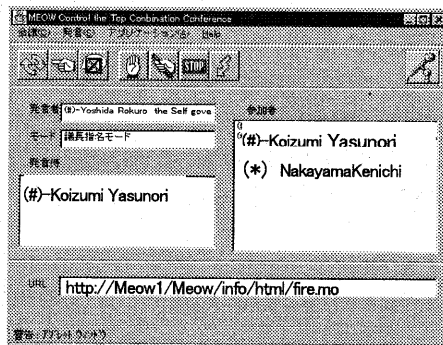 MEOW Control the Top Conbination Conference
会議(C) 発言(S) アプリケーション(A) Help
STOP
発言者 (#)-Yoshida Rokuro the Self gove
モード 議長指名モード
発言待
(#)-Koizumi Yasunori
参加者
(#)-Koizumi Yasunori
(*) NakayamaKenichi
URL http://Meow1/Meow/info/html/fire.mo
警告: アプレット ウィンドウ